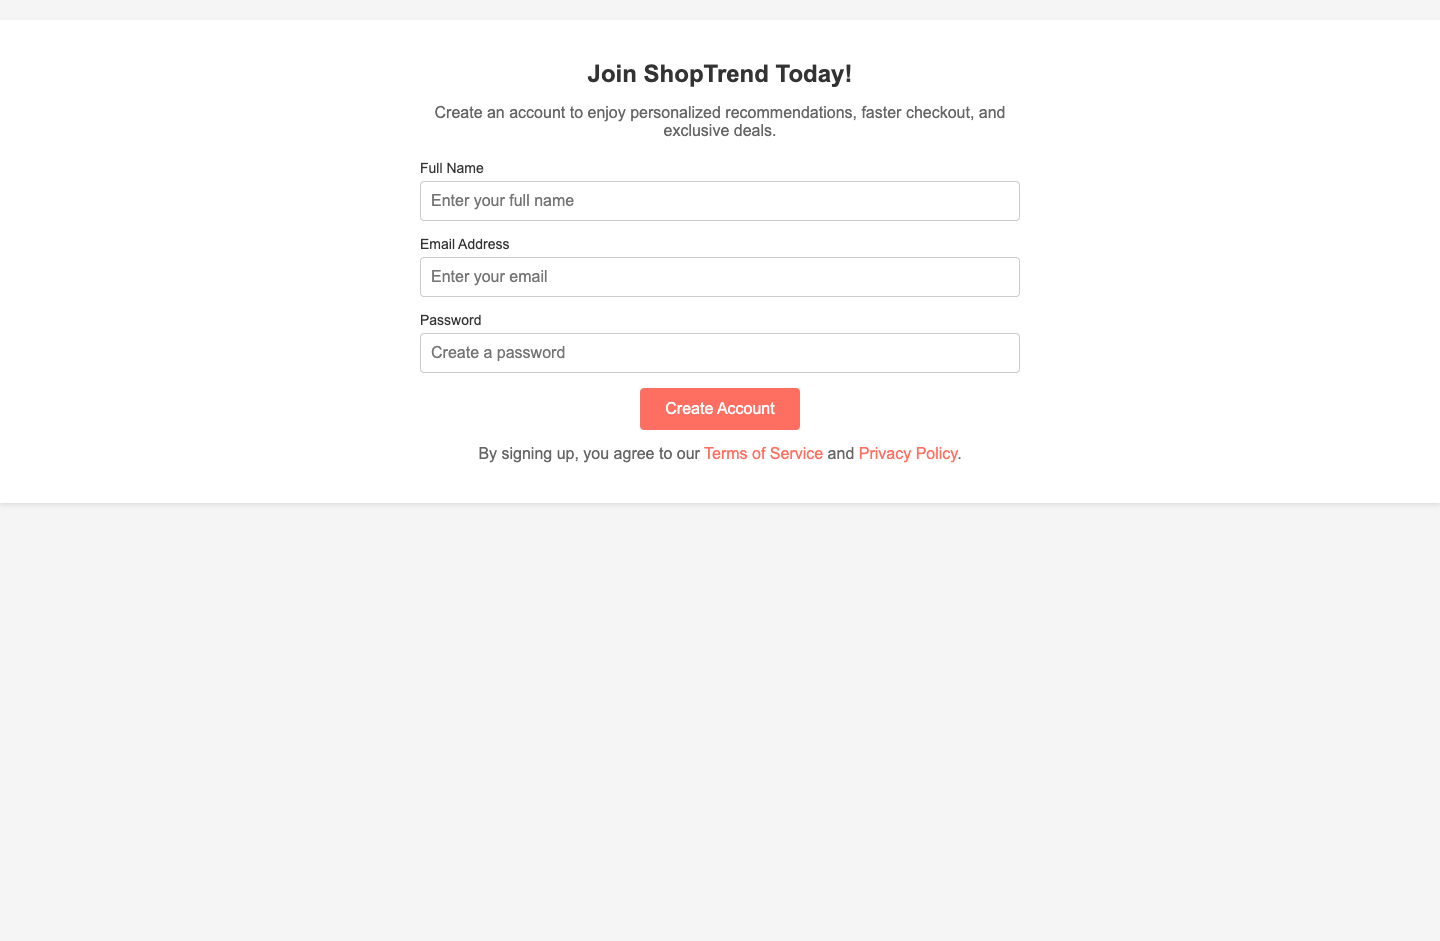 Join ShopTrend Today!
Create an account to enjoy personalized recommendations, faster checkout, and
exclusive deals.
Full Name
Enter your full name
Email Address
Enter your email
Password
Create a password
Create Account
By signing up, you agree to our Terms of Service and Privacy Policy.